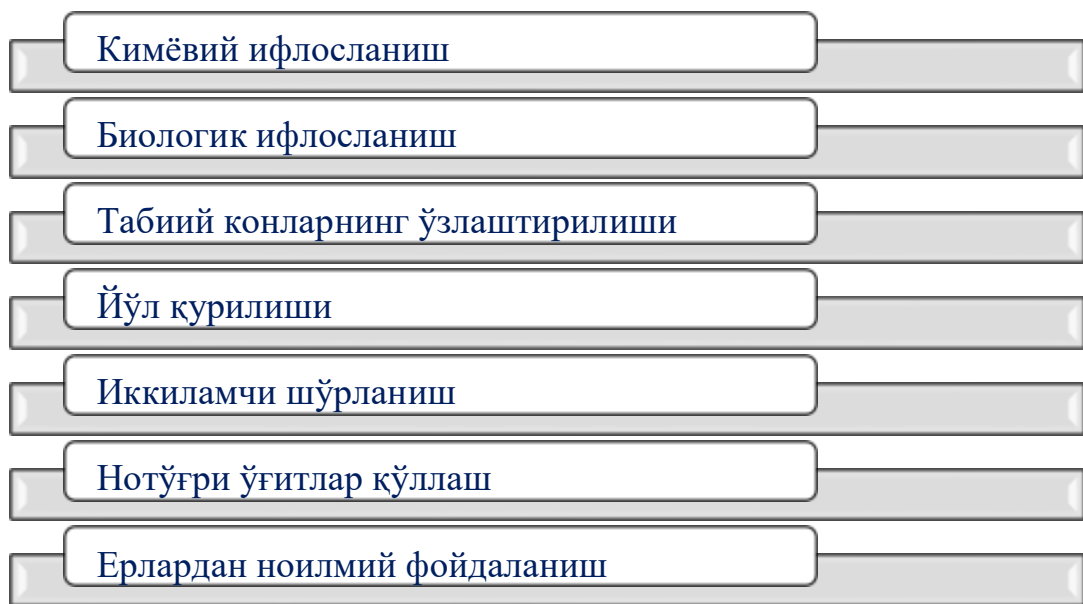 Кимёвий ифлосланиш
Биологик ифлосланиш
Табиий конларнинг ўзлаштирилиши
Йўл қурилиши
Иккиламчи шўрланиш
Нотўғри ўғитлар қўллаш
Ерлардан ноилмий фойдаланиш